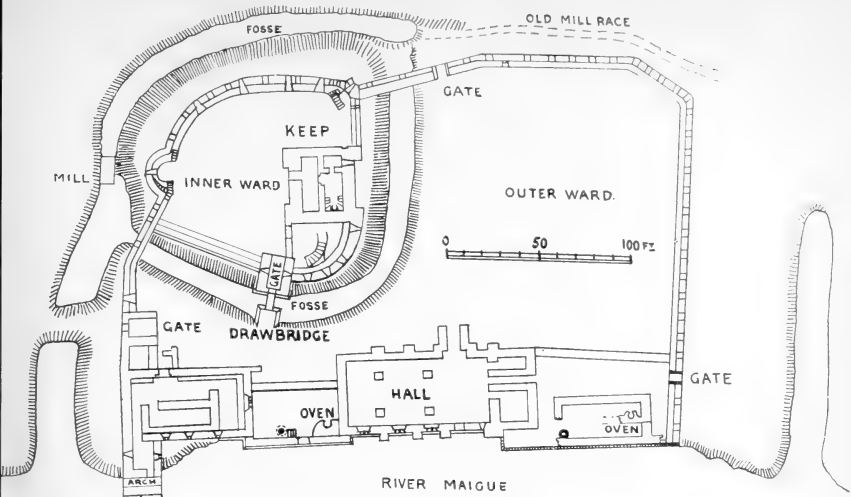 OLD MILL RACE
FOSSE
GATE
KEEP
MILL
INNER WARD
OUTER WARD.
0 50 100 FT
GATE
FOSSE
GATE
DRAWBRIDGE
GATE
HALL
OVEN
OVEN
ARCH
RIVER MAIGUE